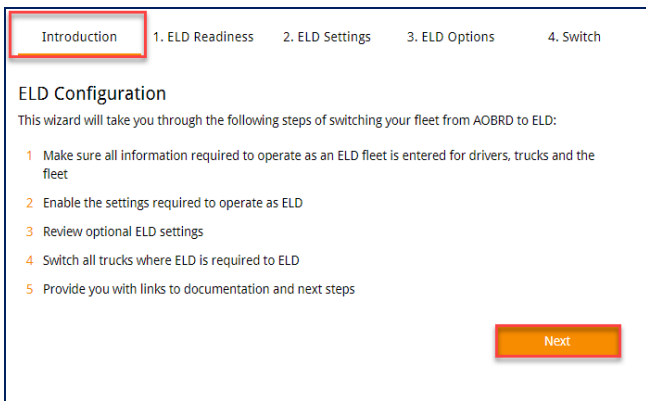 Introduction 1. ELD Readiness 2. ELD Settings 3. ELD Options 4. Switch
ELD Configuration
This wizard will take you through the following steps of switching your fleet from AOBRD to ELD:
1 Make sure all information required to operate as an ELD fleet is entered for drivers, trucks and the
fleet
2 Enable the settings required to operate as ELD
3 Review optional ELD settings
4 Switch all trucks where ELD is required to ELD
5 Provide you with links to documentation and next steps
Next